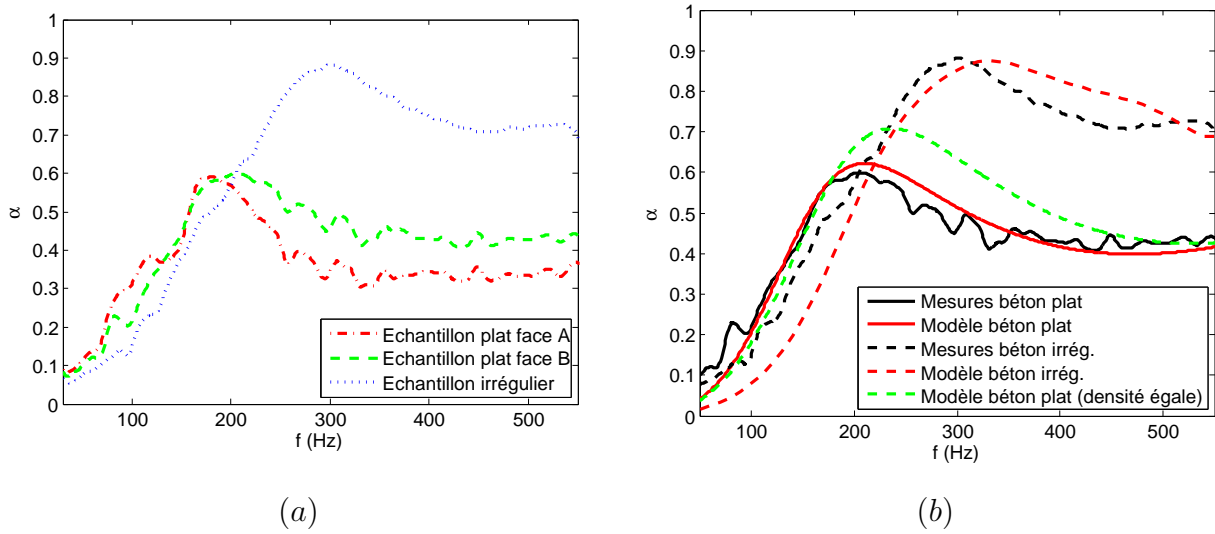 1
0.9
0.8
0.7
0.6
0.5
0.4
0.3
0.2
0.1
0
α
100 200 300 400 500
f (Hz)
Echantillon plat face A
Echantillon plat face B
Echantillon irrégulier
(a)
1
0.9
0.8
0.7
0.6
0.5
0.4
0.3
0.2
0.1
0
α
100 200 300 400 500
f (Hz)
Mesures béton plat
Modèle béton plat
Mesures béton irrég.
Modèle béton irrég.
Modèle béton plat (densité égale)
(b)